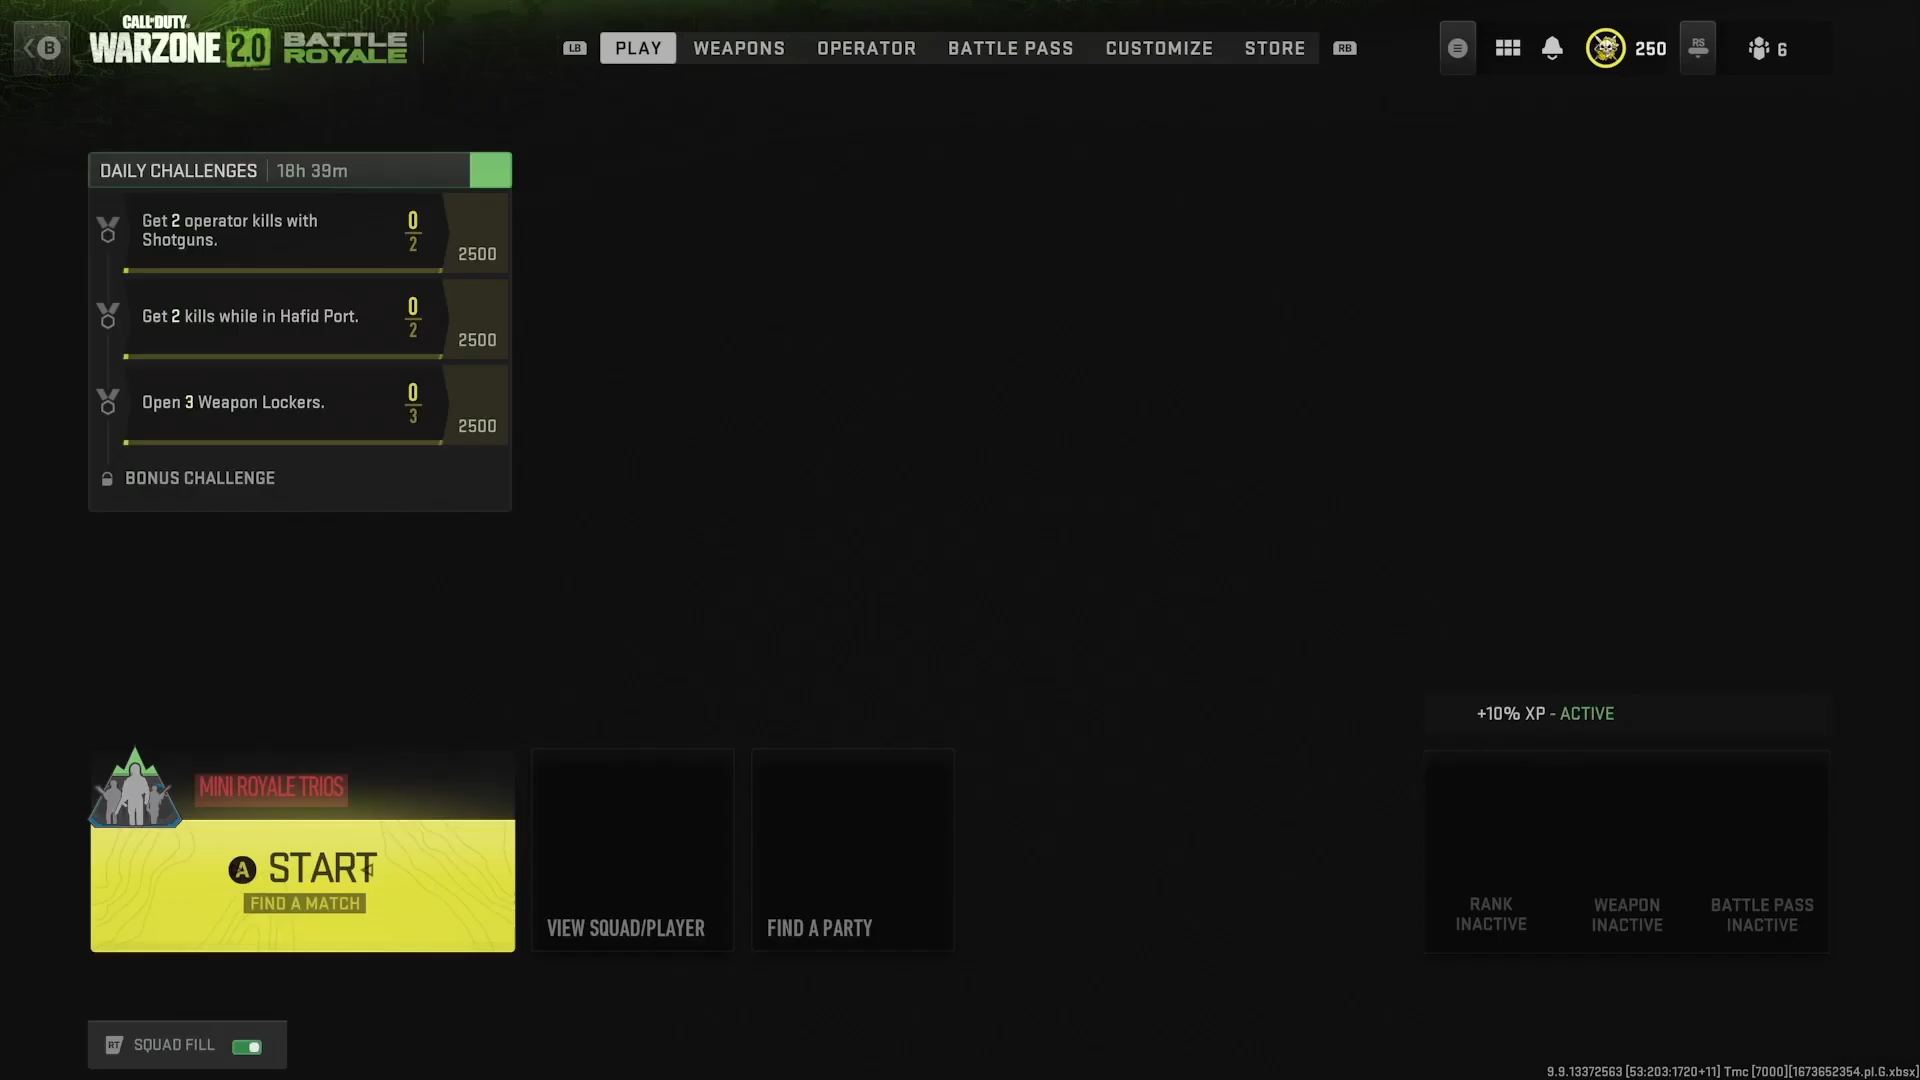 B
CALL OF DUTY
WARZONE 2.0 BATTLE ROYALE
LB PLAY WEAPONS OPERATOR BATTLE PASS CUSTOMIZE STORE RB
250 RS 6
DAILY CHALLENGES 18h 39m
Get 2 operator kills with
Shotguns.
0
2
2500
Get 2 kills while in Hafid Port.
0
2
2500
Open 3 Weapon Lockers.
0
3
2500
BONUS CHALLENGE
+10% XP - ACTIVE
MINI ROYALE TRIOS
A START
FIND A MATCH
VIEW SQUAD/PLAYER
FIND A PARTY
RANK
INACTIVE
WEAPON
INACTIVE
BATTLE PASS
INACTIVE
RT SQUAD FILL
9.9.13372563 [53:203:1720+11] Tmc [7000][1673652354.pl.G.xbsx]